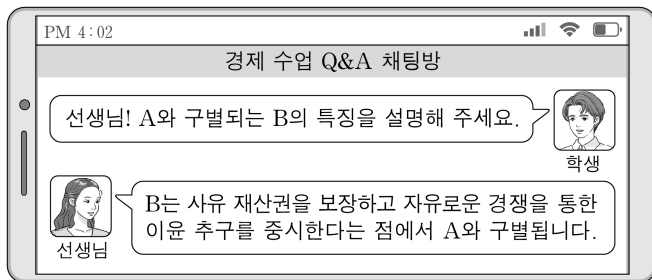 PM 4:02
경제 수업 Q&A 채팅방
선생님! A와 구별되는 B의 특징을 설명해 주세요.
학생
B는 사유 재산권을 보장하고 자유로운 경쟁을 통한
이윤 추구를 중시한다는 점에서 A와 구별됩니다.
선생님